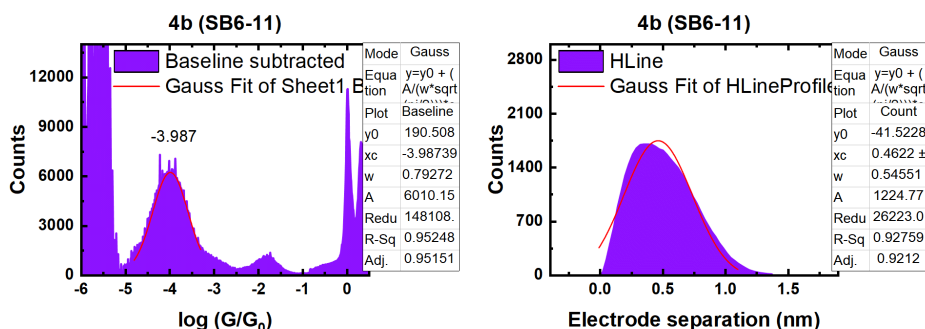 4b (SB6-11)
Counts
12000
9000
6000
3000
0
-6 -5 -4 -3 -2 -1 0
log (G/G0)
Baseline subtracted
Gauss Fit of Sheet1 B
-3.987
Mode Gauss
Equa tion y=y0 + ( A/(w*sqrt
Plot Baseline
y0 190.508
xc -3.98739
w 0.79272
A 6010.15
Redu 148108.
R-Sq 0.95248
Adj. 0.95151
4b (SB6-11)
Counts
2800
2100
1400
700
0
0.0 0.5 1.0 1.5
Electrode separation (nm)
HLine
Gauss Fit of HLineProfile
Mode Gauss
Equa tion y=y0 + ( A/(w*sqrt
Plot Count
y0 -41.5228
xc 0.4622 ±
w 0.54551
A 1224.77
Redu 26223.0
R-Sq 0.92759
Adj. 0.9212